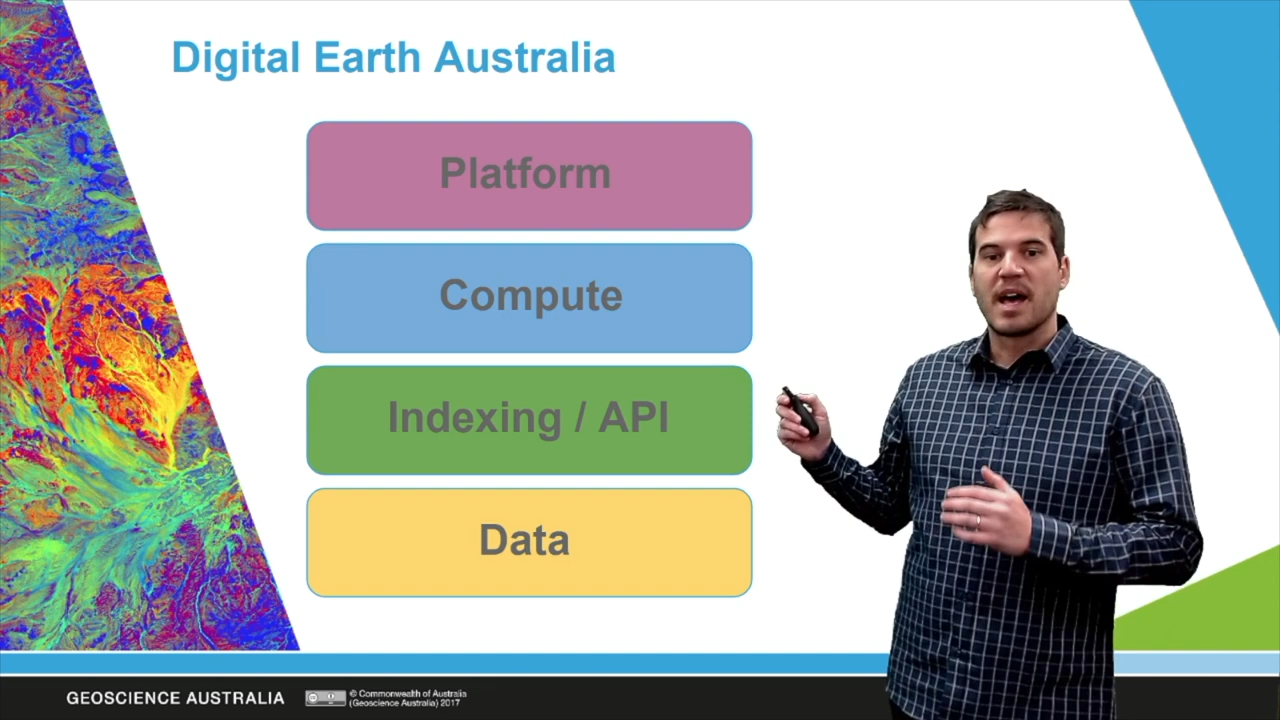 Digital Earth Australia
Platform
Compute
Indexing / API
Data
GEOSCIENCE AUSTRALIA
© Commonwealth of Australia
(Geoscience Australia) 2017